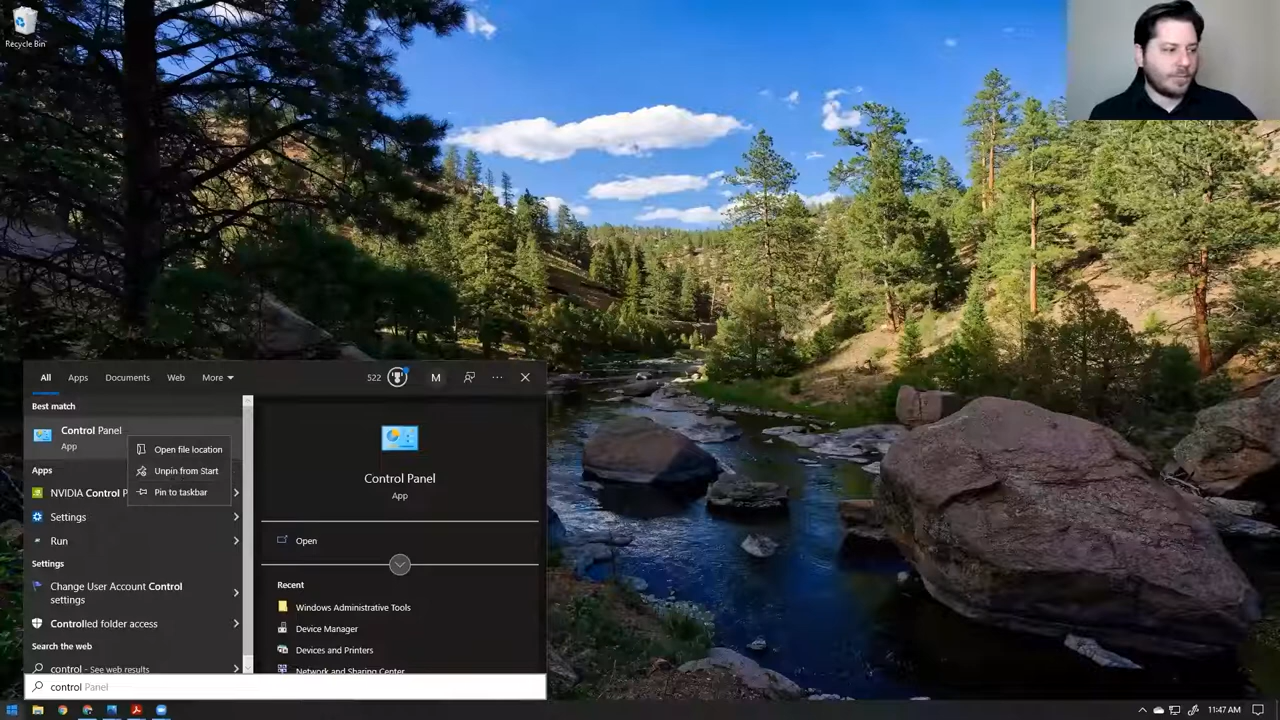 Recycle Bin
All
Apps
Documents
Web
More
522
M
Best match
Control Panel
App
Open file location
Unpin from Start
Pin to taskbar
Apps
NVIDIA Control P
Settings
Run
Settings
Change User Account Control
settings
Controlled folder access
Search the web
control - See web results
Control Panel
App
Open
Recent
Windows Administrative Tools
Device Manager
Devices and Printers
Network and Sharing Center
control Panel
11:47 AM